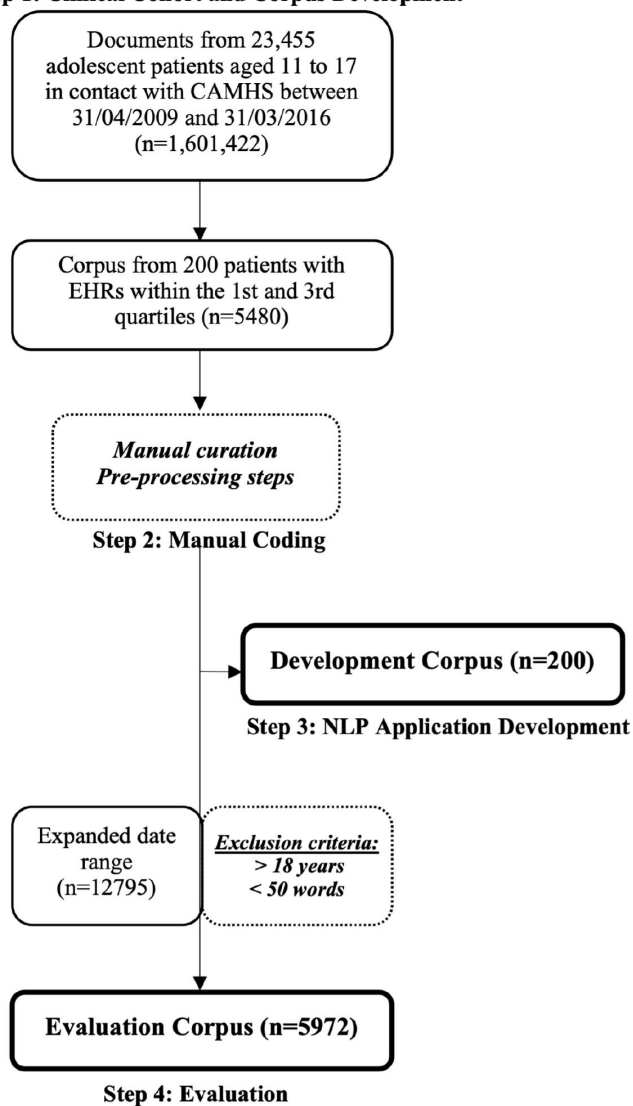 Documents from 23,455
adolescent patients aged 11 to 17
in contact with CAMHS between
31/04/2009 and 31/03/2016
(n=1,601,422)
Corpus from 200 patients with
EHRs within the 1st and 3rd
quartiles (n=5480)
Manual curation
Pre-processing steps
Step 2: Manual Coding
Development Corpus (n=200)
Step 3: NLP Application Development
Expanded date
range
(n=12795)
Exclusion criteria:
> 18 years
< 50 words
Evaluation Corpus (n=5972)
Step 4: Evaluation